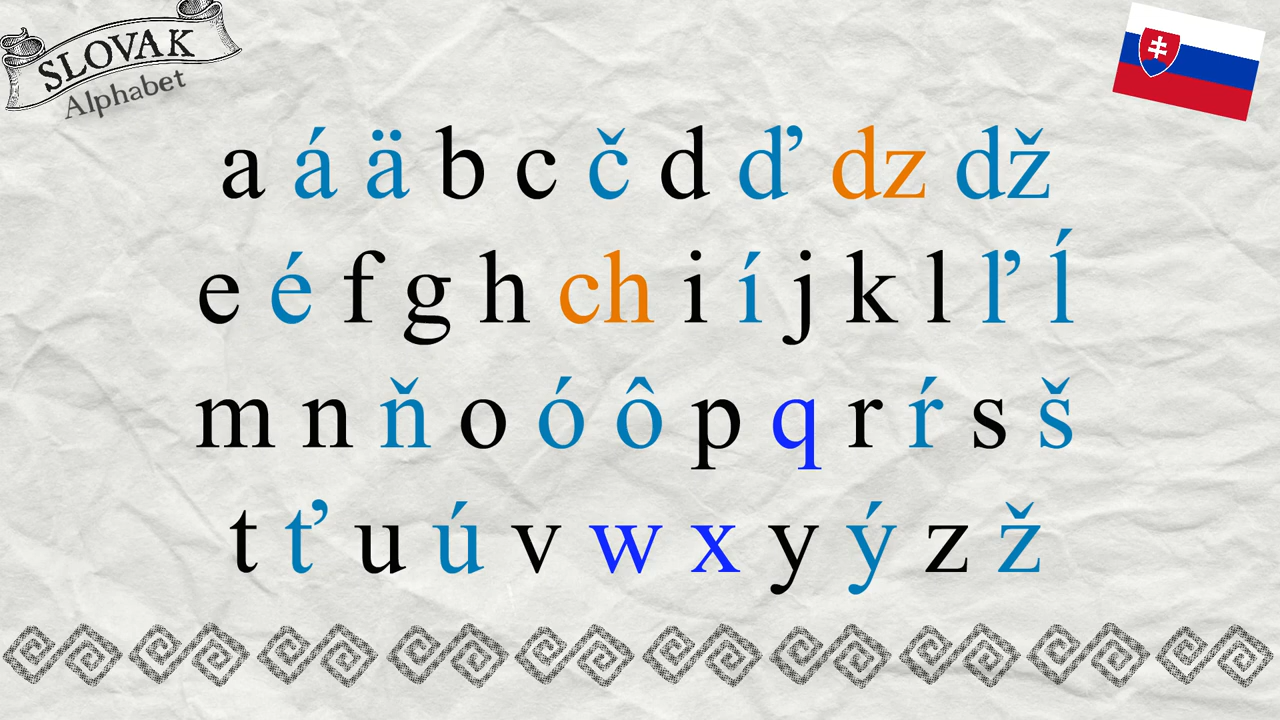 SLOVAK
Alphabet
a á ä b c č d ď dz dž
e é f g h ch i í j k l ľ ĺ
m n ň o ó ô p q r ŕ s š
t ť u ú v w x y ý z ž